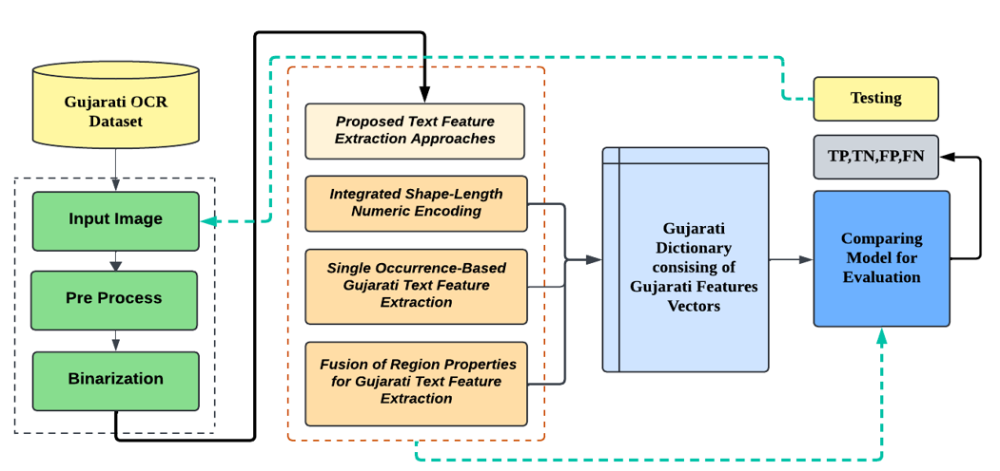 Gujarati OCR
Dataset
Input Image
Pre Process
Binarization
Proposed Text Feature
Extraction Approaches
Integrated Shape-Length
Numeric Encoding
Single Occurrence-Based
Gujarati Text Feature
Extraction
Fusion of Region Properties
for Gujarati Text Feature
Extraction
Gujarati
Dictionary
consising of
Gujarati Features
Vectors
Testing
TP,TN,FP,FN
Comparing
Model for
Evaluation